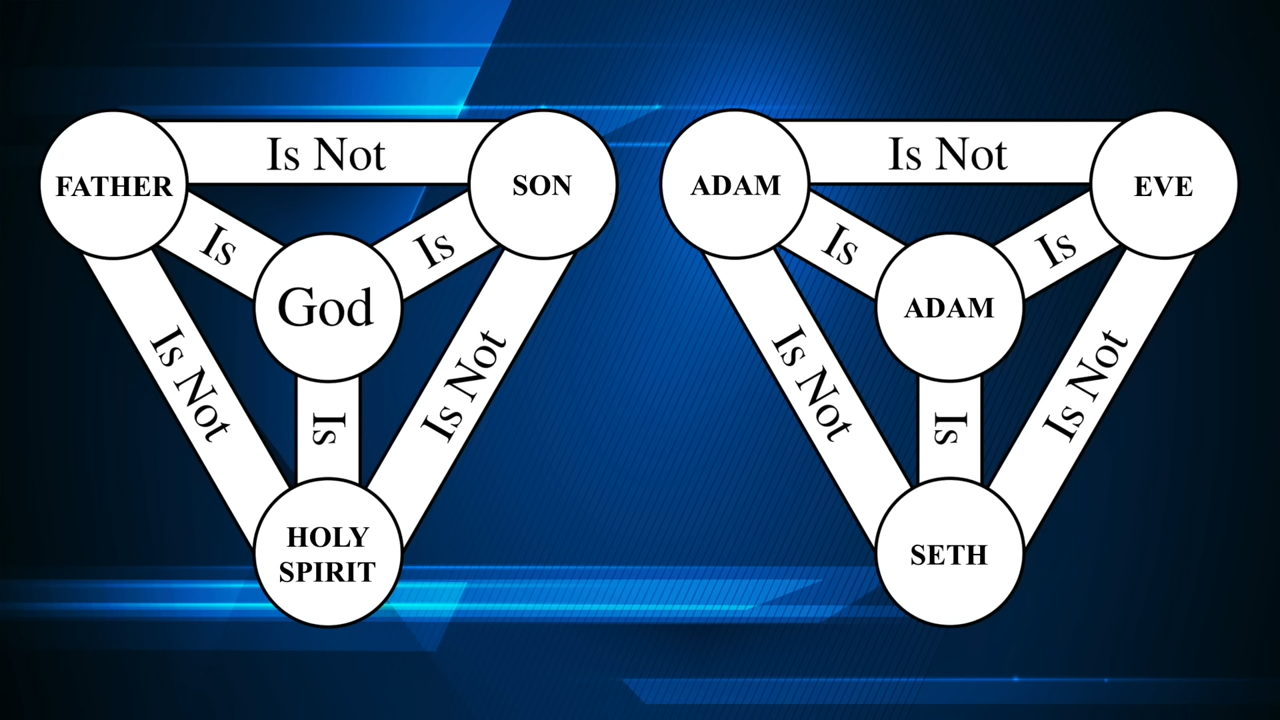 FATHER
Is Not
SON
Is
Is
God
Is Not
Is Not
Is
HOLY
SPIRIT
ADAM
Is Not
EVE
Is
Is
ADAM
Is Not
Is Not
Is
SETH